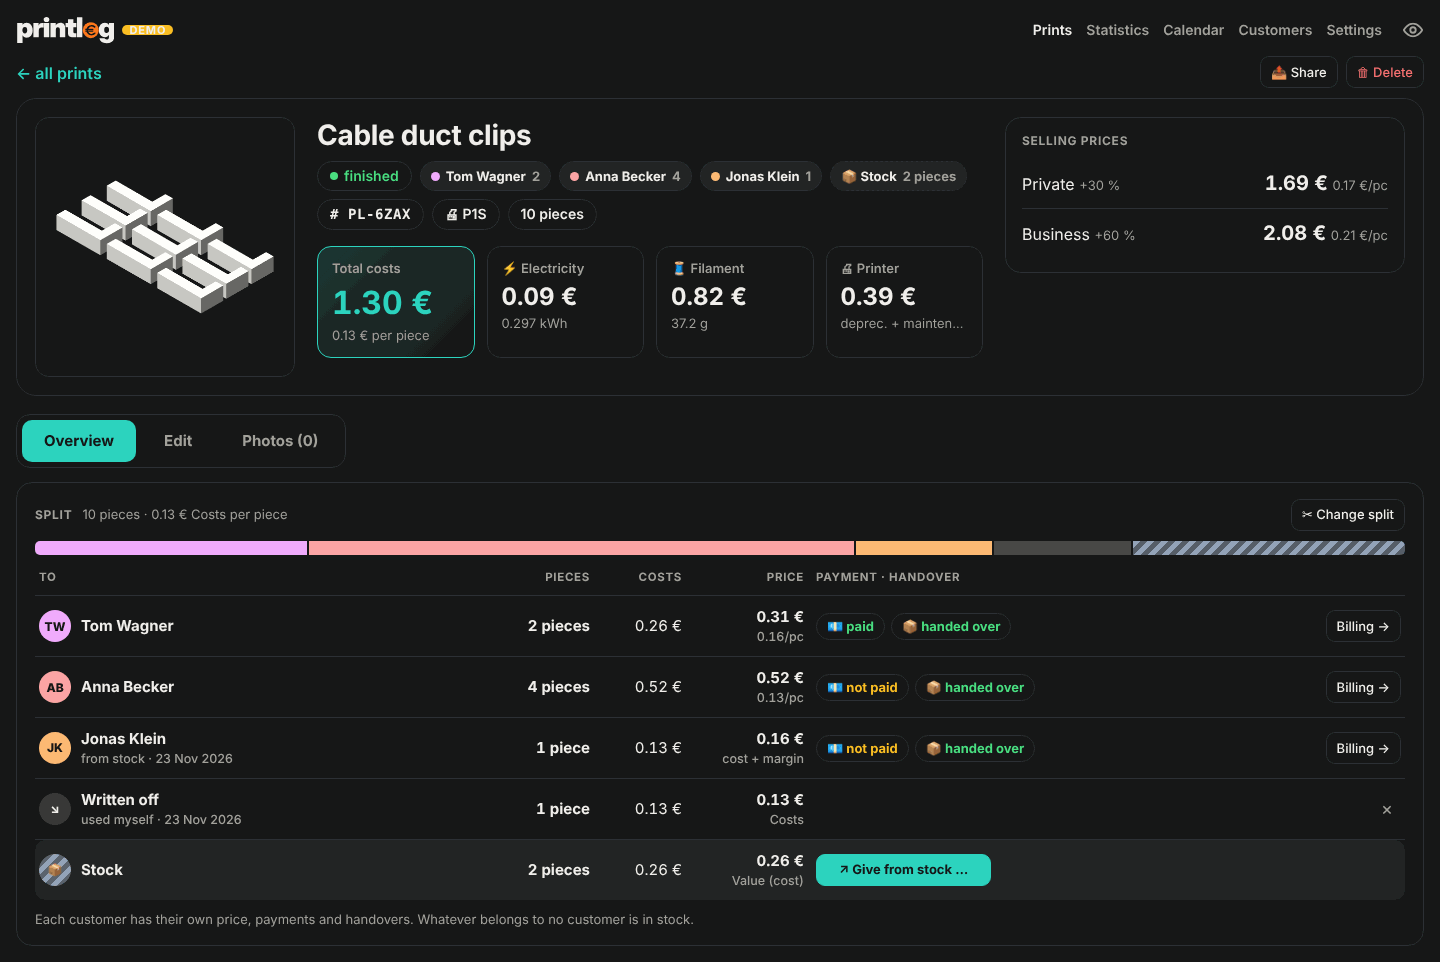 printlog DEMO
Prints Statistics Calendar Customers Settings
← all prints
📤 Share 🗑 Delete
Cable duct clips
finished Tom Wagner 2 Anna Becker 4 Jonas Klein 1 📦 Stock 2 pieces
# PL-6ZAX 🖨 P1S 10 pieces
Total costs
1.30 €
0.13 € per piece
⚡ Electricity
0.09 €
0.297 kWh
🧵 Filament
0.82 €
37.2 g
🖨 Printer
0.39 €
deprec. + mainten...
SELLING PRICES
Private +30 % 1.69 € 0.17 €/pc
Business +60 % 2.08 € 0.21 €/pc
Overview Edit Photos (0)
SPLIT 10 pieces · 0.13 € Costs per piece ✂ Change split
TO PIECES COSTS PRICE PAYMENT · HANDOVER
TW Tom Wagner 2 pieces 0.26 € 0.31 € 💶 paid 📦 handed over Billing →
0.16/pc
AB Anna Becker 4 pieces 0.52 € 0.52 € 💶 not paid 📦 handed over Billing →
0.13/pc
JK Jonas Klein 1 piece 0.13 € 0.16 € 💶 not paid 📦 handed over Billing →
from stock · 23 Nov 2026 cost + margin
↘ Written off 1 piece 0.13 € 0.13 € ×
used myself · 23 Nov 2026 Costs
📦 Stock 2 pieces 0.26 € 0.26 € ↗ Give from stock ...
Value (cost)
Each customer has their own price, payments and handovers. Whatever belongs to no customer is in stock.